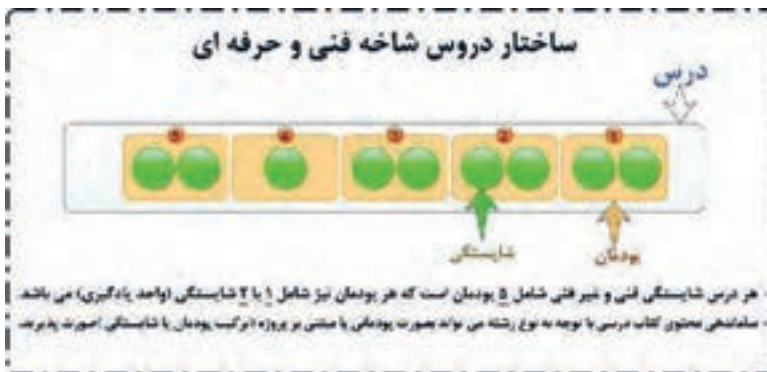 ساختار دروس شاخه فنی و حرفه ای
درس
شایستگی
پودمان
- هر درس شایستگی فنی و غیر فنی شامل 5 پودمان است که هر پودمان نیز شامل 1 یا 2 شایستگی (واحد یادگیری) می باشد.
- ساماندهی محتوی کتاب درسی با توجه به نوع رشته می تواند بصورت پودمانی یا مبتنی بر پروژه (ترکیب پودمان یا شایستگی) صورت پذیرد.